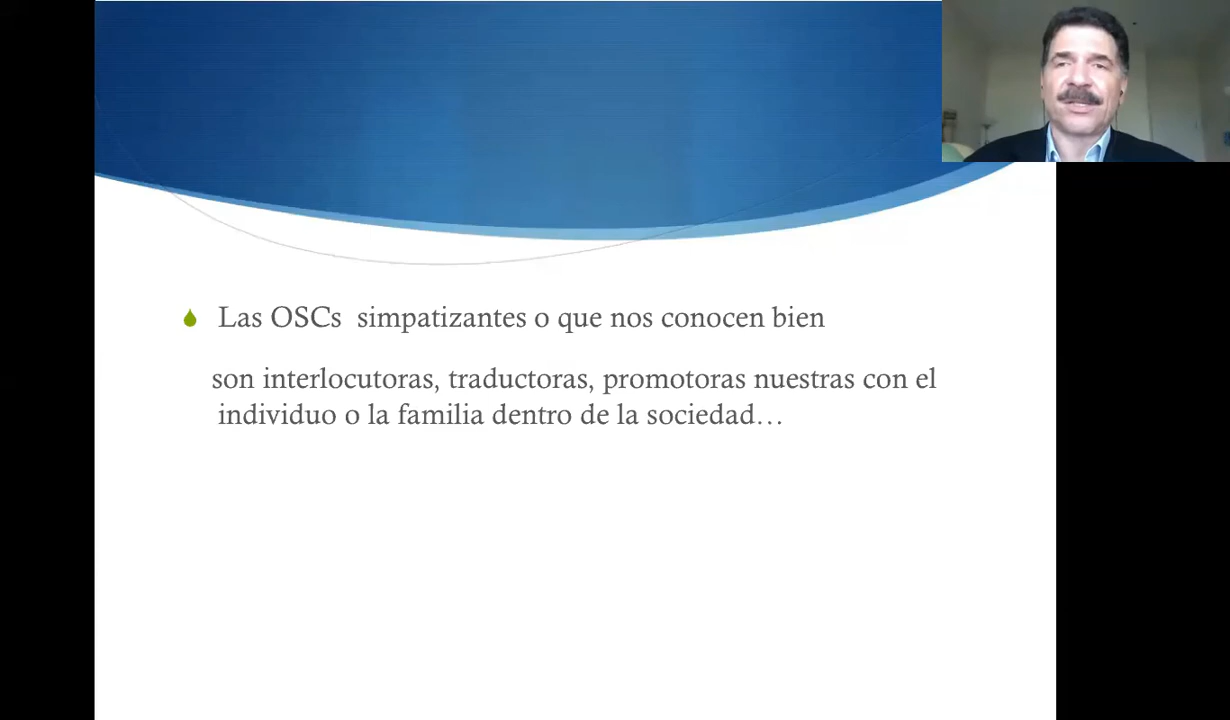 Las OSCs simpatizantes o que nos conocen bien
son interlocutoras, traductoras, promotoras nuestras con el
individuo o la familia dentro de la sociedad…